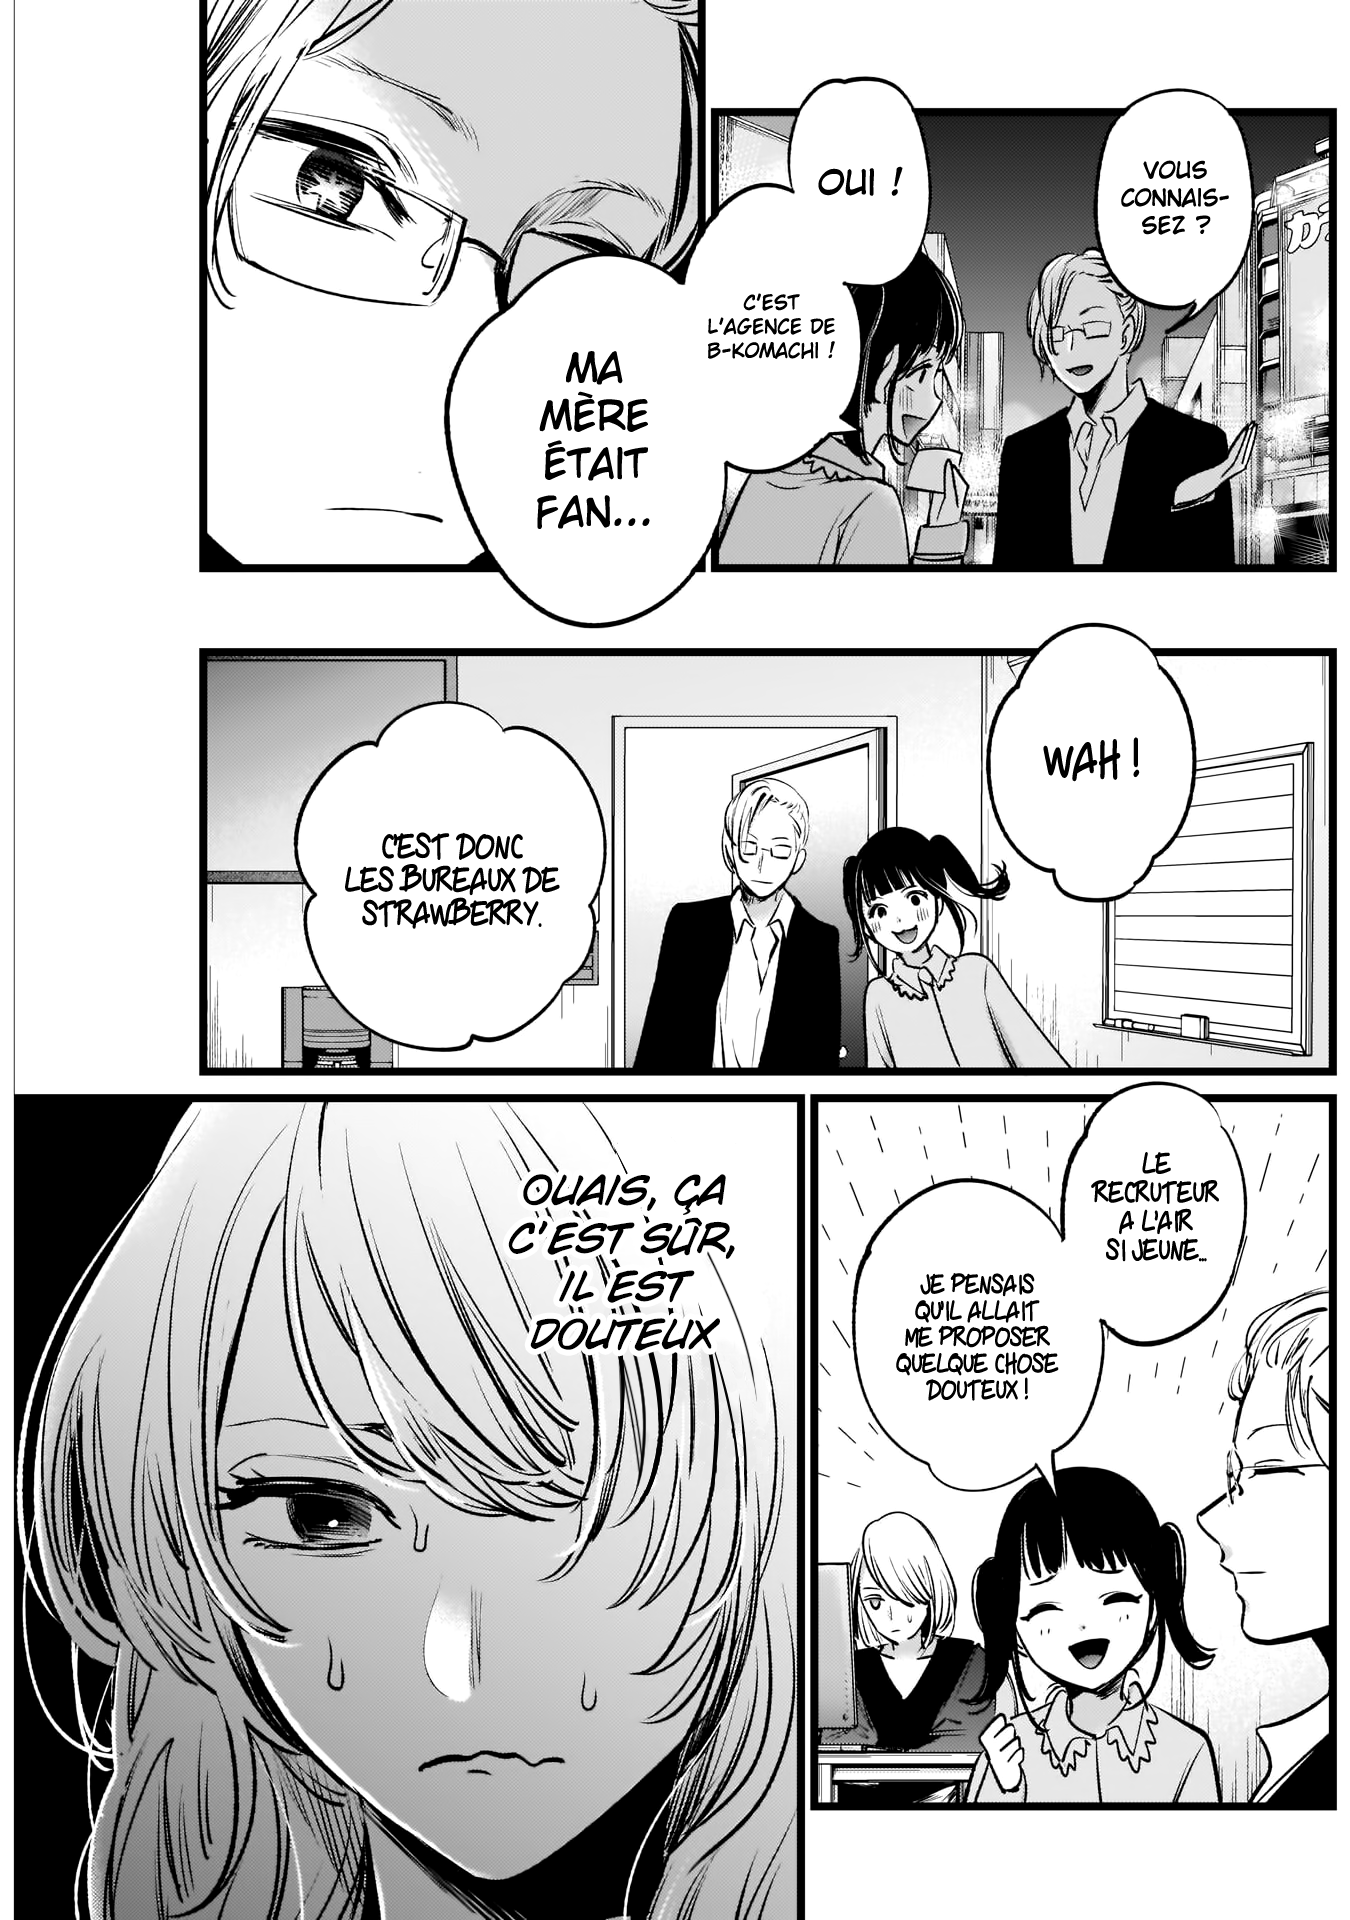 VOUS
CONNAIS-
SEZ ?
OUI !
C'EST
L'AGENCE DE
B-KOMACHI !
MA
MÈRE
ÉTAIT
FAN...
WAH !
C'EST DONC
LES BUREAUX DE
STRAWBERRY.
LE
RECRUTEUR
A L'AIR
SI JEUNE...
JE PENSAIS
QU'IL ALLAIT
ME PROPOSER
QUELQUE CHOSE
DOUTEUX !
OUAIS, ÇA
C'EST SÛR,
IL EST
DOUTEUX